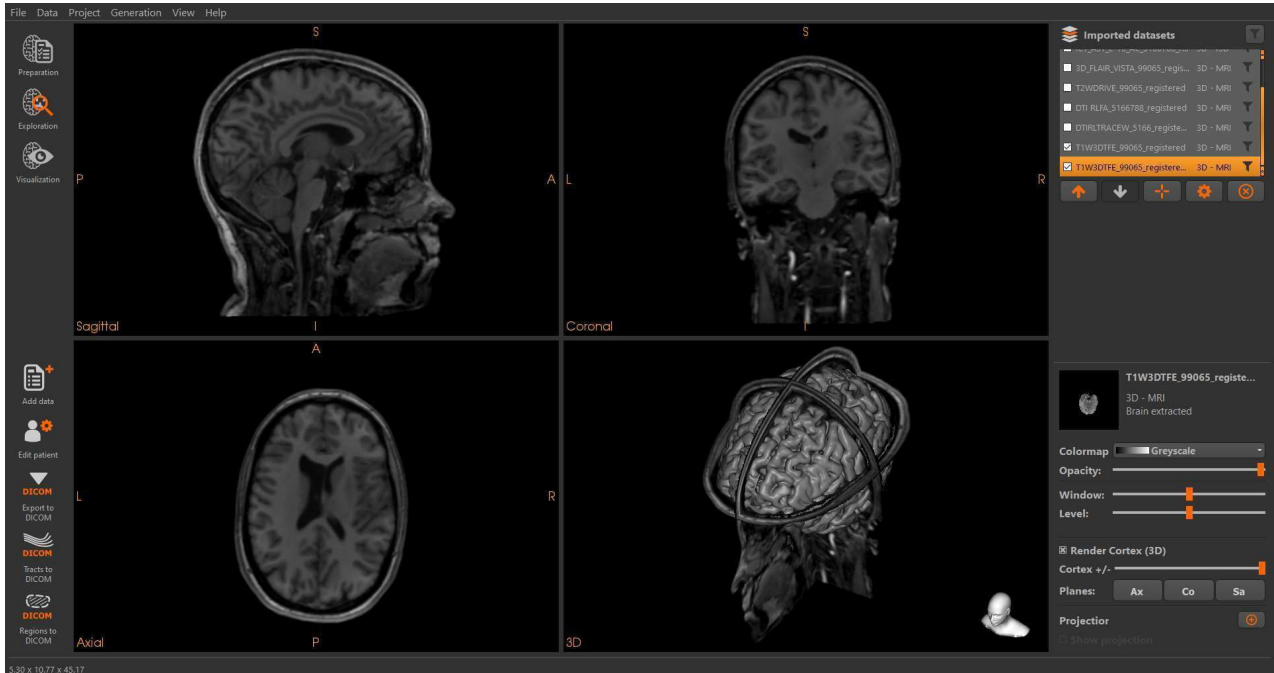 File Data Project Generation View Help
Preparation
Exploration
Visualization
Add data
Edit patient
DICOM
Export to
DICOM
DICOM
Tracts to
DICOM
DICOM
Regions to
DICOM
S
P
A
Sagittal
I
S
L
R
Coronal
I
A
L
R
Axial
P
3D
Imported datasets
3D_FLAIR_VISTA_99065_regis... 3D - MRI
T2WDRIVE_99065_registered 3D - MRI
DTI RLFA_5166788_registered 3D - MRI
DTIRLTRACEW_5166_registe... 3D - MRI
T1W3DTFE_99065_registered 3D - MRI
T1W3DTFE_99065_registere... 3D - MRI
T1W3DTFE_99065_registe...
3D - MRI
Brain extracted
Colormap Greyscale
Opacity:
Window:
Level:
Render Cortex (3D)
Cortex +/-
Planes: Ax Co Sa
Projectior
Show projection
5.30 x 10.77 x 45.17